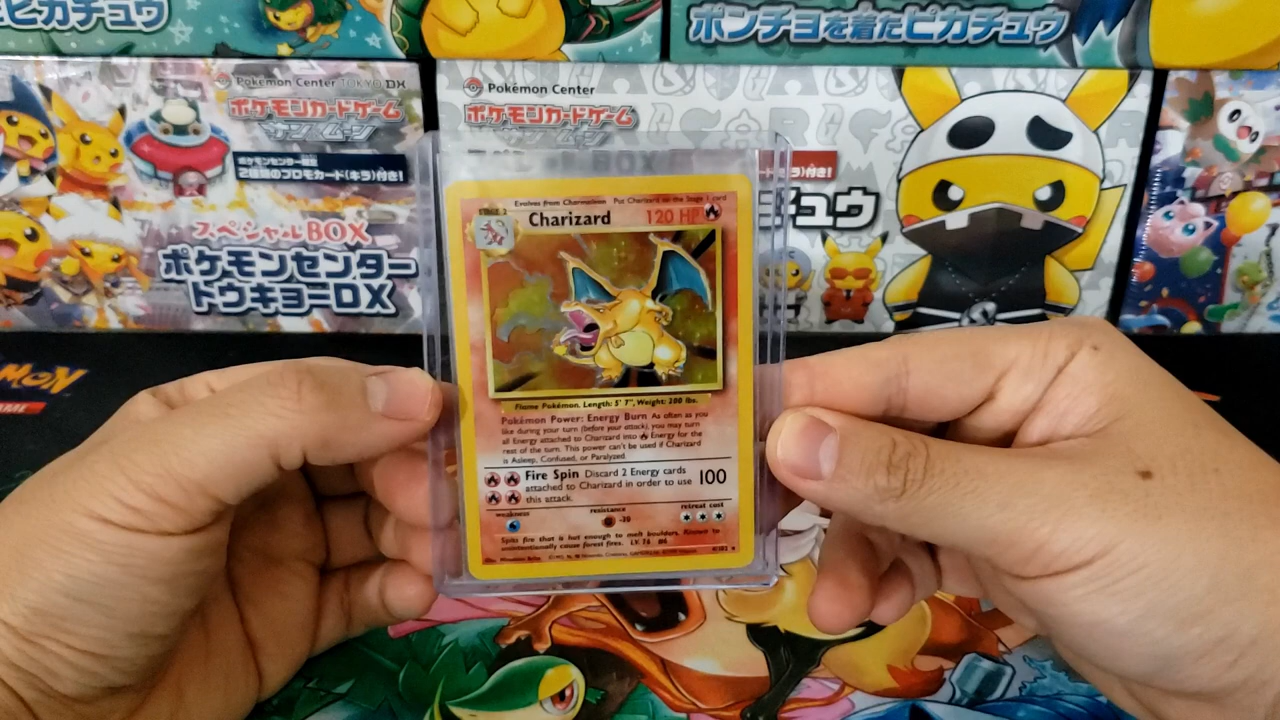 ピカチュウ
ポンチョを着たピカチュウ
Pokémon Center TOKYO DX
ポケモンカードゲーム
サン&ムーン
ポケモンセンター限定
2種類のプロモカード(キラ)付き!
スペシャルBOX
ポケモンセンター
トウキョーDX
Pokémon Center
ポケモンカードゲーム
サン&ムーン
BOX
チュウ
MON
Evolves from Charmeleon Put Charizard on the Stage 1 card
STAGE 2
Charizard
120 HP
Flame Pokémon. Length: 5' 7", Weight: 200 lbs.
Pokémon Power: Energy Burn As often as you
like during your turn (before your attack), you may turn
all Energy attached to Charizard into Energy for the
rest of the turn. This power can't be used if Charizard
is Asleep, Confused, or Paralyzed.
Fire Spin Discard 2 Energy cards
attached to Charizard in order to use
this attack.
100
weakness
resistance
-30
retreat cost
Spits fire that is hot enough to melt boulders. Known to
unintentionally cause forest fires. LV. 76 #6
4/102